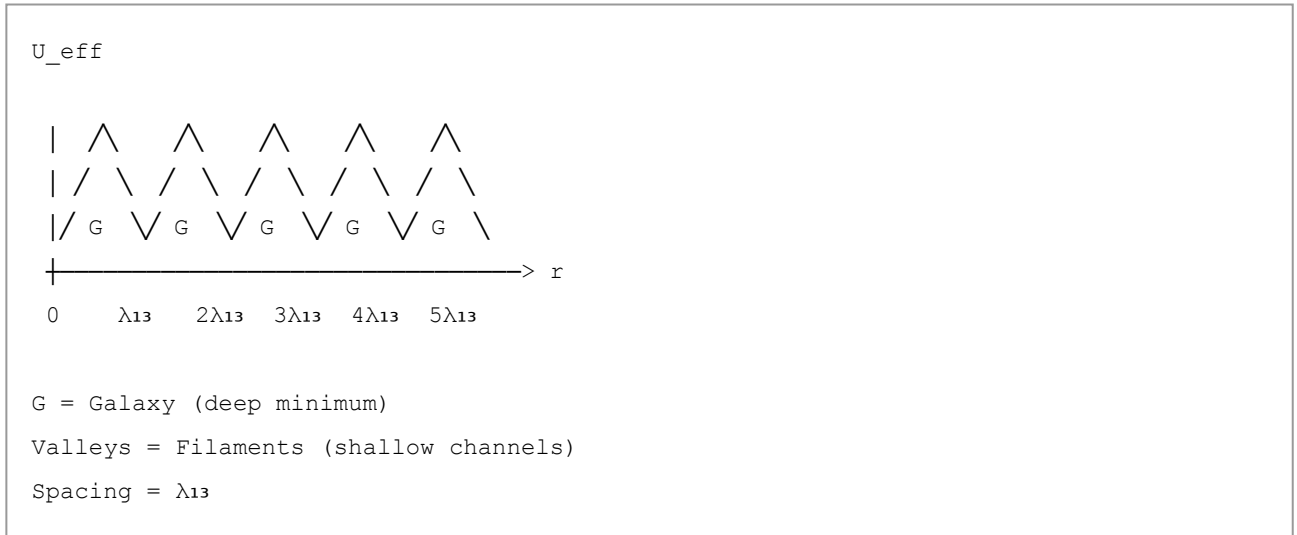 U_eff
| /\ /\ /\ /\ /\
| / \ / \ / \ / \ / \
|/ G \/ G \/ G \/ G \/ G \
┼─────────────────────────────────> r
0 λ₁₃ 2λ₁₃ 3λ₁₃ 4λ₁₃ 5λ₁₃
G = Galaxy (deep minimum)
Valleys = Filaments (shallow channels)
Spacing = λ₁₃